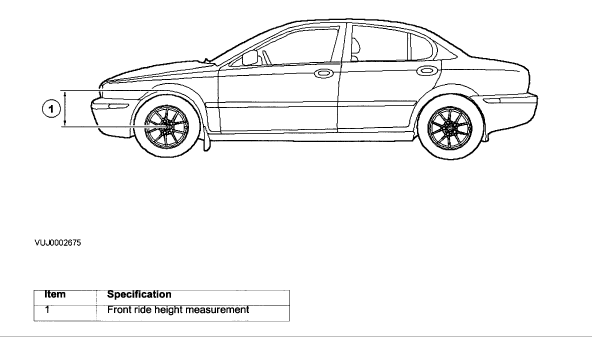 1
VUJ0002675
Item Specification
1 Front ride height measurement